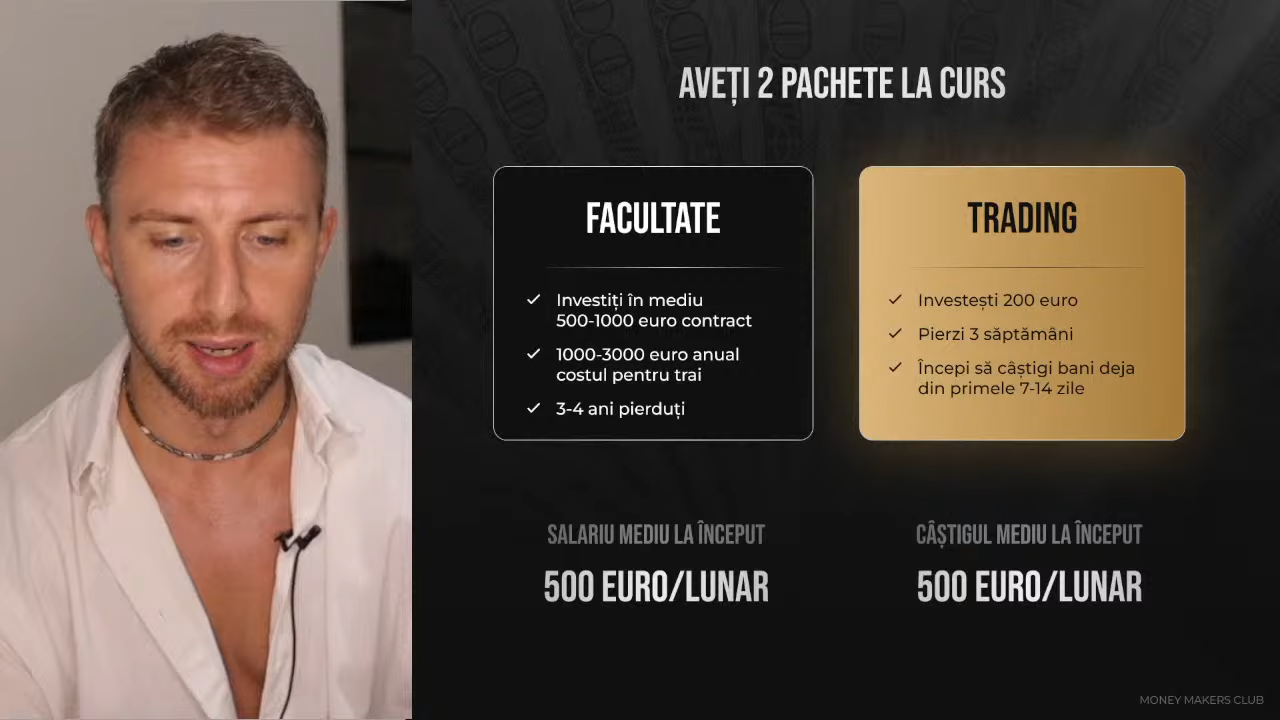 AVEȚI 2 PACHETE LA CURS
FACULTATE
Investiți în mediu
500-1000 euro contract
1000-3000 euro anual
costul pentru trai
3-4 ani pierduți
SALARIU MEDIU LA ÎNCEPUT
500 EURO/LUNAR
TRADING
Investești 200 euro
Pierzi 3 săptămâni
Începi să câștigi bani deja
din primele 7-14 zile
CÂȘTIGUL MEDIU LA ÎNCEPUT
500 EURO/LUNAR
MONEY MAKERS CLUB